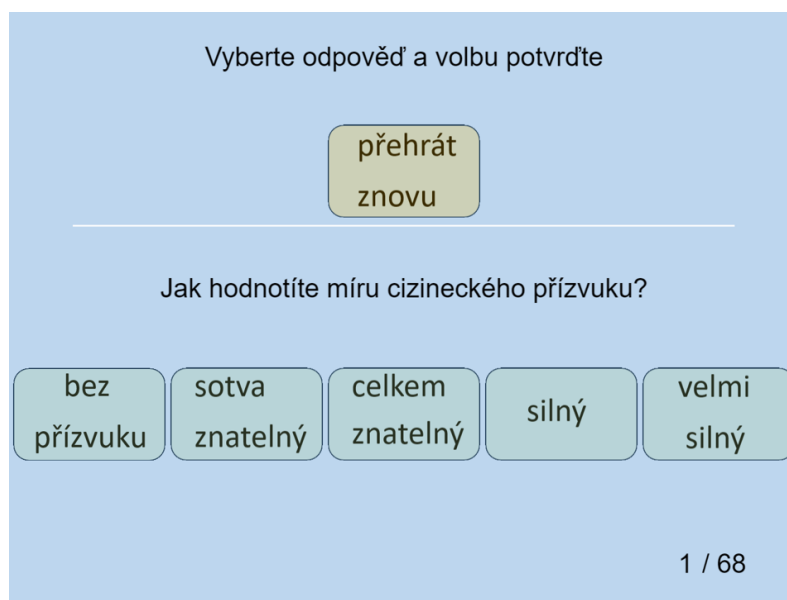 Vyberte odpověď a volbu potvrďte
přehrát
znovu
Jak hodnotíte míru cizineckého přízvuku?
bez
přízvuku
sotva
znatelný
celkem
znatelný
silný
velmi
silný
1 / 68